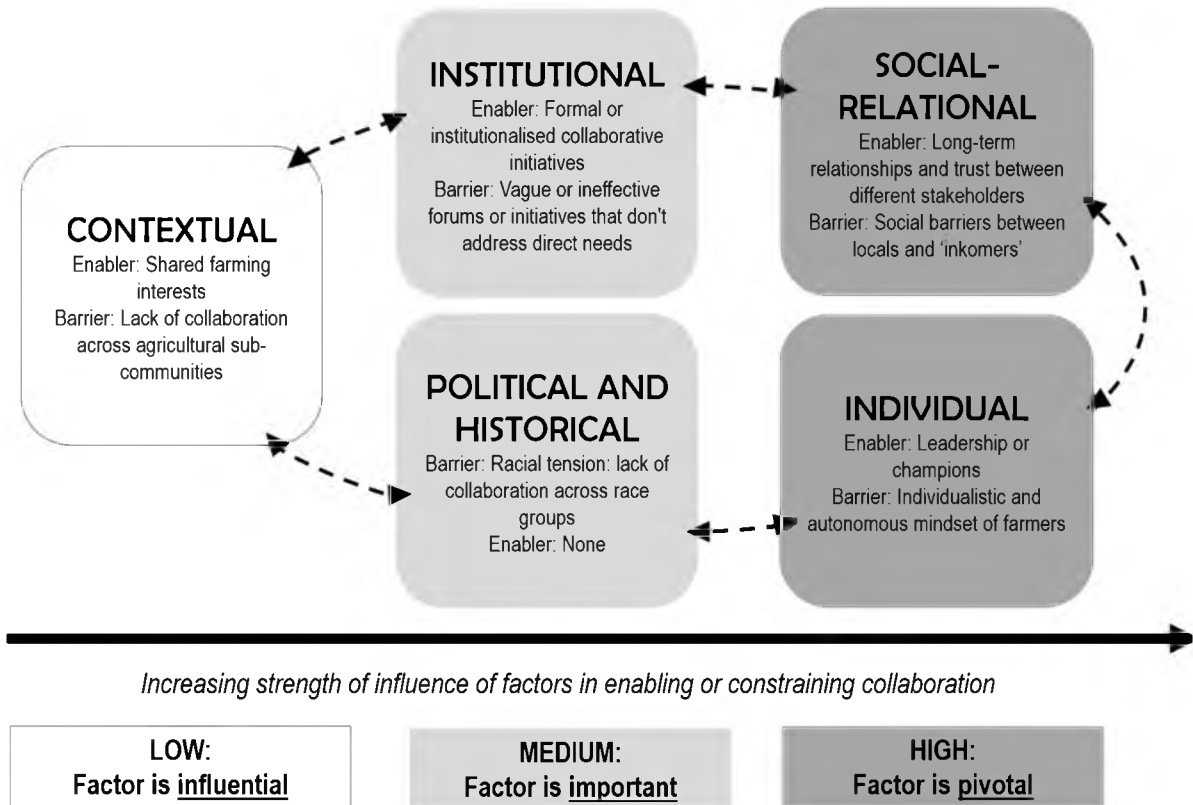 CONTEXTUAL
Enabler: Shared farming
interests
Barrier: Lack of collaboration
across agricultural sub-
communities
INSTITUTIONAL
Enabler: Formal or
institutionalised collaborative
initiatives
Barrier: Vague or ineffective
forums or initiatives that don't
address direct needs
SOCIAL-
RELATIONAL
Enabler: Long-term
relationships and trust between
different stakeholders
Barrier: Social barriers between
locals and ‘inkomers’
POLITICAL AND
HISTORICAL
Barrier: Racial tension: lack of
collaboration across race
groups
Enabler: None
INDIVIDUAL
Enabler: Leadership or
champions
Barrier: Individualistic and
autonomous mindset of farmers
Increasing strength of influence of factors in enabling or constraining collaboration
LOW:
Factor is influential
MEDIUM:
Factor is important
HIGH:
Factor is pivotal